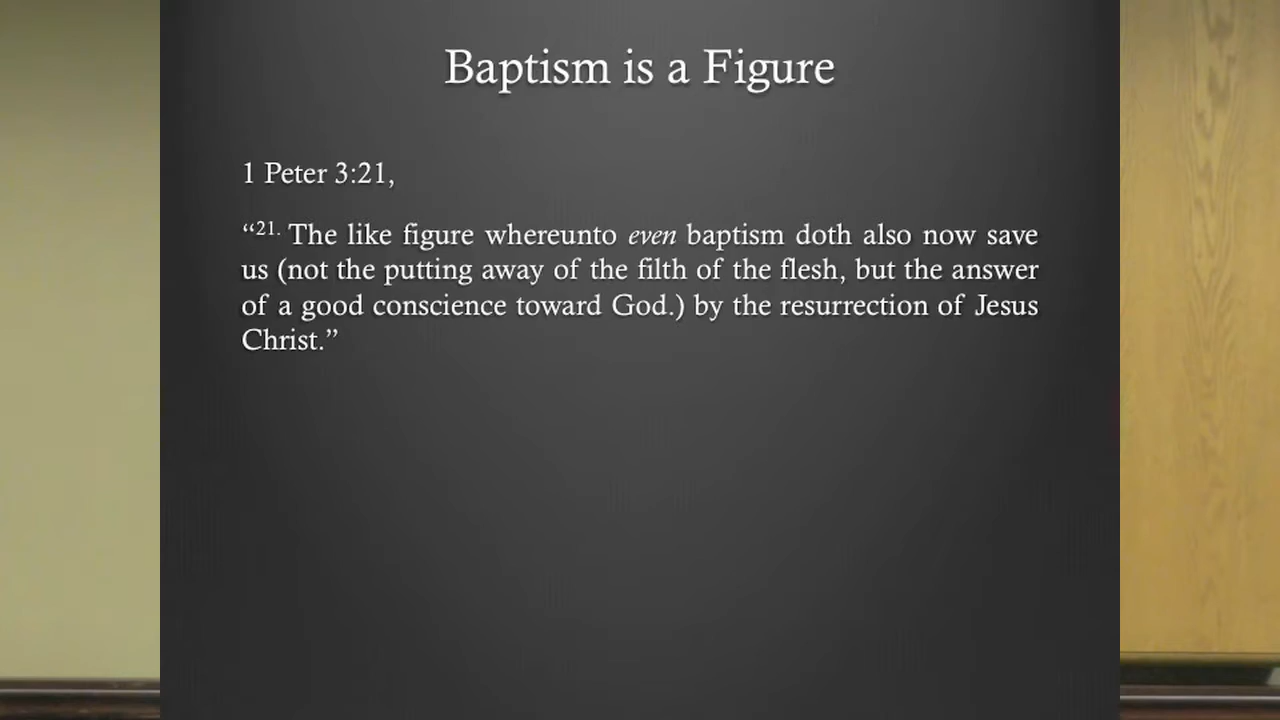 Baptism is a Figure
1 Peter 3:21,
“21. The like figure whereunto even baptism doth also now save
us (not the putting away of the filth of the flesh, but the answer
of a good conscience toward God.) by the resurrection of Jesus
Christ.”